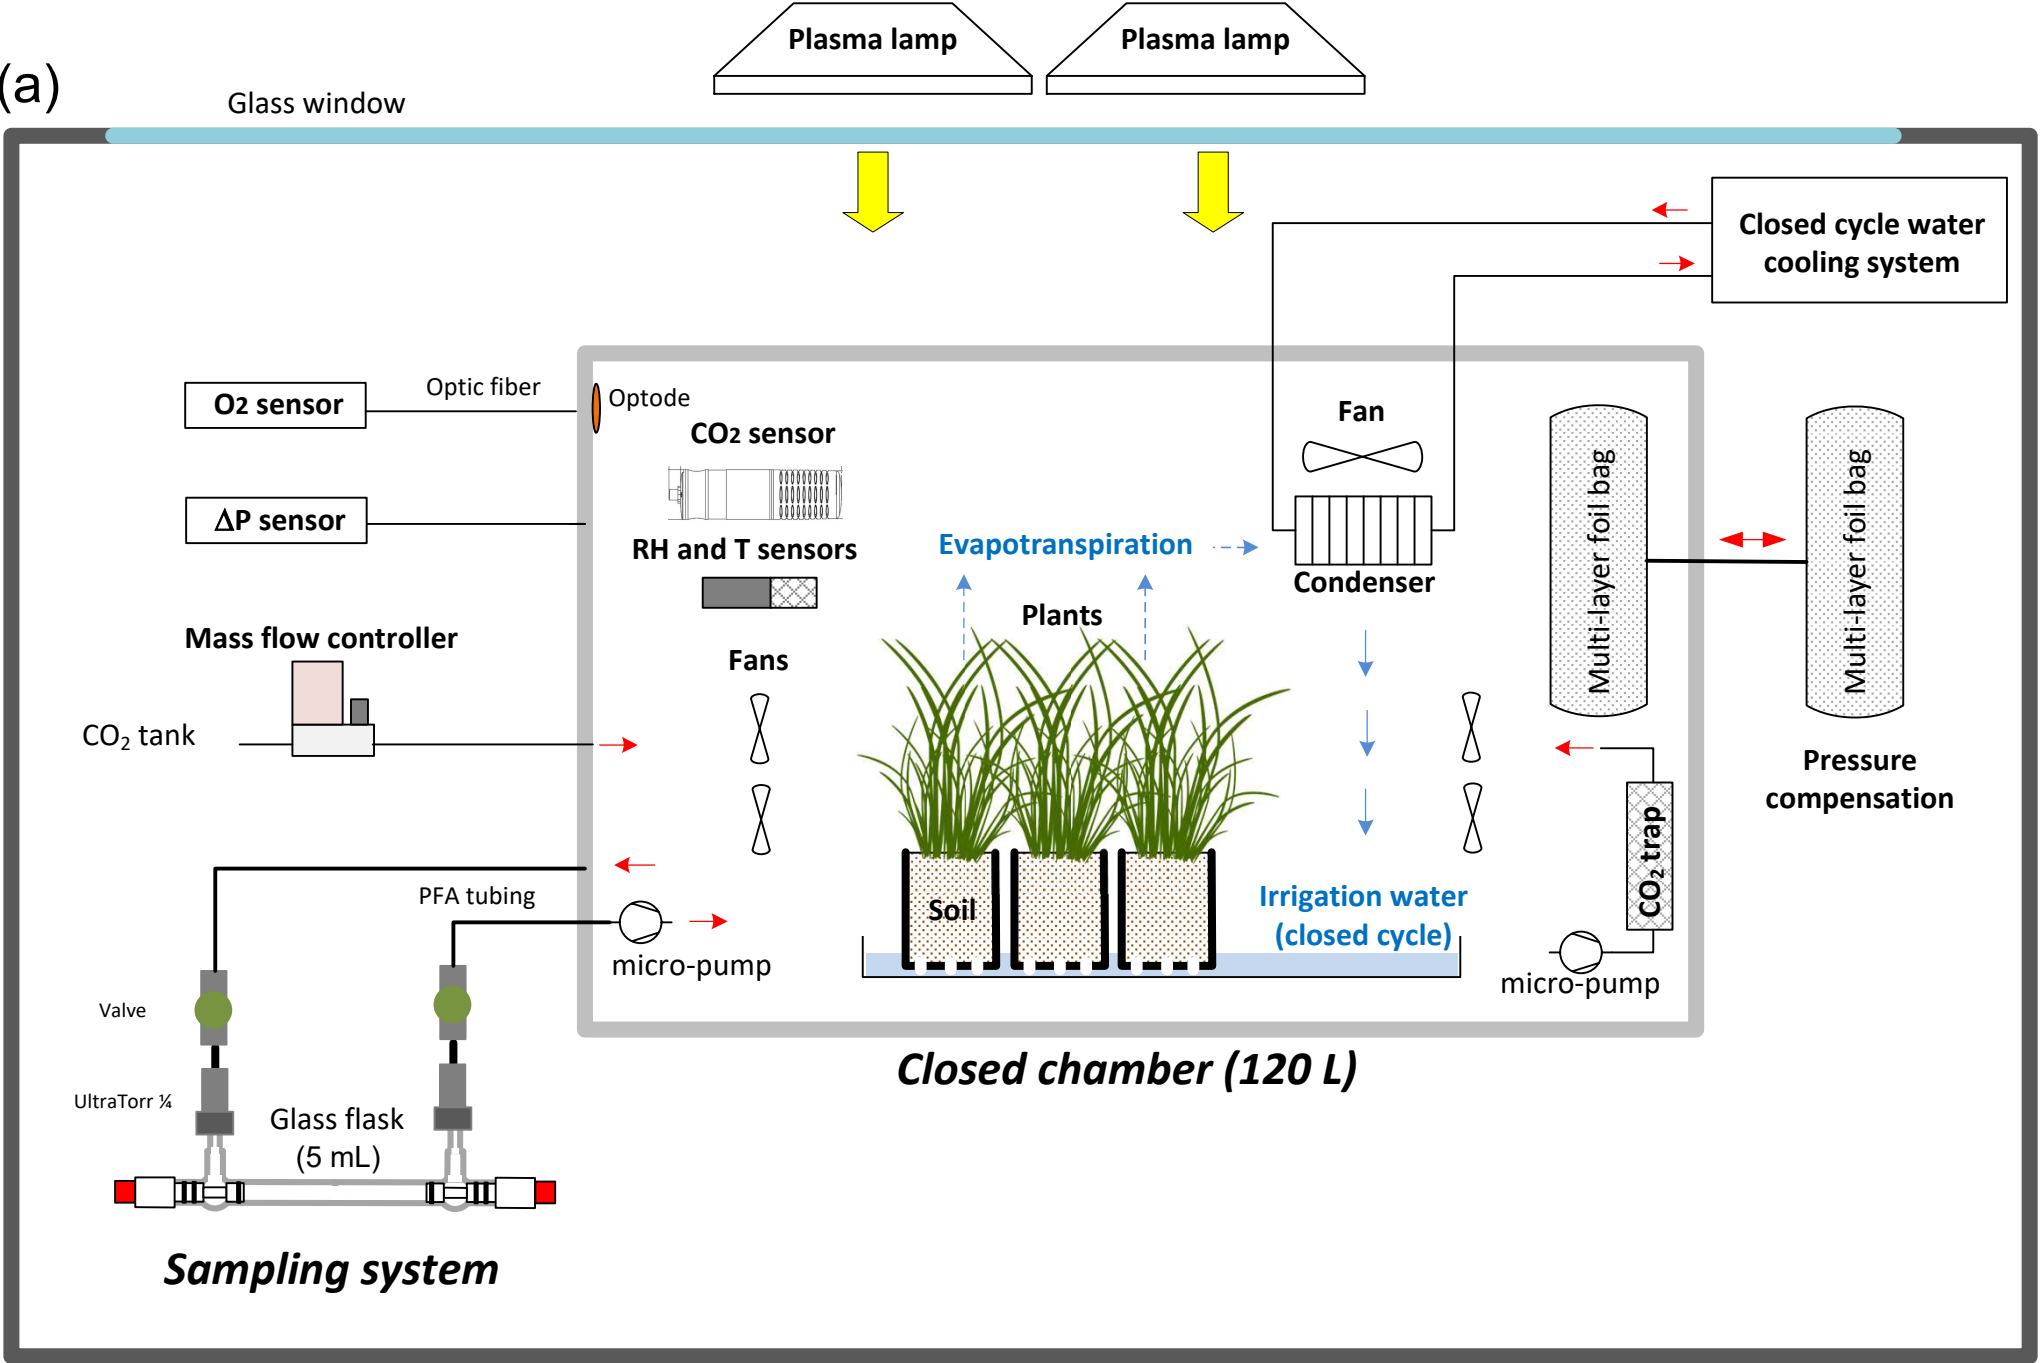 (a)
Plasma lamp
Plasma lamp
Glass window
Closed cycle water
cooling system
O2 sensor
Optic fiber
Optode
CO2 sensor
Fan
ΔP sensor
RH and T sensors
Evapotranspiration
Condenser
Multi-layer foil bag
Multi-layer foil bag
Plants
Mass flow controller
Fans
CO₂ tank
Pressure
compensation
CO₂ trap
PFA tubing
Soil
Irrigation water
(closed cycle)
micro-pump
micro-pump
Valve
Closed chamber (120 L)
UltraTorr ¼
Glass flask
(5 mL)
Sampling system